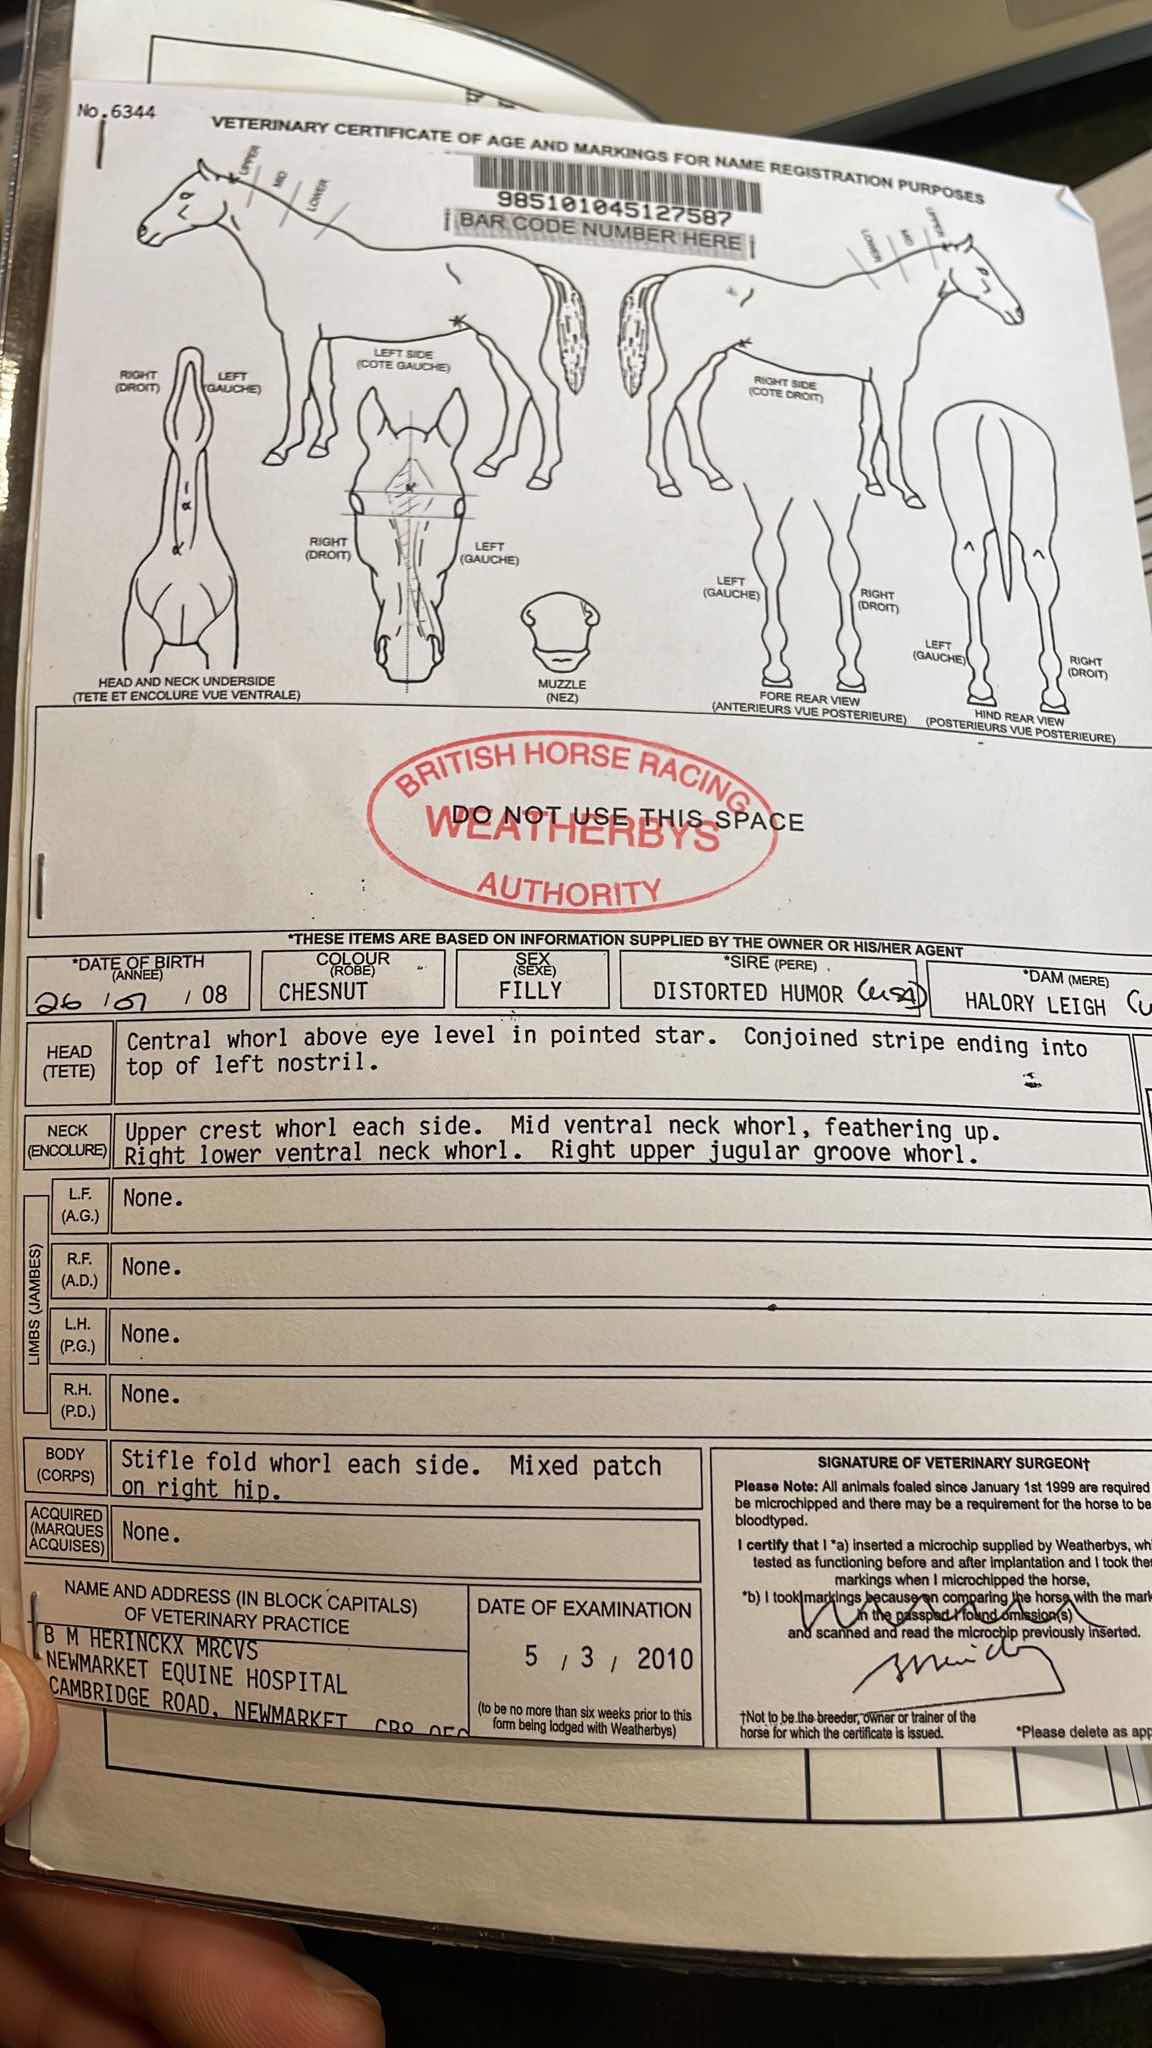 No.6344
VETERINARY CERTIFICATE OF AGE AND MARKINGS FOR NAME REGISTRATION PURPOSES
985101045127587
BAR CODE NUMBER HERE
UPPER
MID
LOWER
LOWER
MID
UPPER
LEFT SIDE
(COTE GAUCHE)
RIGHT SIDE
(COTE DROIT)
RIGHT
(DROIT)
LEFT
(GAUCHE)
RIGHT
(DROIT)
LEFT
(GAUCHE)
LEFT
(GAUCHE)
RIGHT
(DROIT)
LEFT
(GAUCHE)
RIGHT
(DROIT)
HEAD AND NECK UNDERSIDE
(TETE ET ENCOLURE VUE VENTRALE)
MUZZLE
(NEZ)
FORE REAR VIEW
(ANTERIEURS VUE POSTERIEURE)
HIND REAR VIEW
(POSTERIEURS VUE POSTERIEURE)
BRITISH HORSE RACING
DO NOT USE THIS SPACE
WEATHERBYS
AUTHORITY
*THESE ITEMS ARE BASED ON INFORMATION SUPPLIED BY THE OWNER OR HIS/HER AGENT
*DATE OF BIRTH
(ANNEE)
26 / 01 / 08
COLOUR
(ROBE)
CHESNUT
SEX
(SEXE)
FILLY
*SIRE (PERE)
DISTORTED HUMOR (USA)
*DAM (MERE)
HALORY LEIGH (U
HEAD
(TETE)
Central whorl above eye level in pointed star. Conjoined stripe ending into
top of left nostril.
NECK
(ENCOLURE)
Upper crest whorl each side. Mid ventral neck whorl, feathering up.
Right lower ventral neck whorl. Right upper jugular groove whorl.
LIMBS (JAMBES)
L.F.
(A.G.)
None.
R.F.
(A.D.)
None.
L.H.
(P.G.)
None.
R.H.
(P.D.)
None.
BODY
(CORPS)
Stifle fold whorl each side. Mixed patch
on right hip.
ACQUIRED
(MARQUES
ACQUISES)
None.
NAME AND ADDRESS (IN BLOCK CAPITALS)
OF VETERINARY PRACTICE
B M HERINCKX MRCVS
NEWMARKET EQUINE HOSPITAL
CAMBRIDGE ROAD, NEWMARKET
DATE OF EXAMINATION
5 / 3 / 2010
(to be no more than six weeks prior to this
form being lodged with Weatherbys)
SIGNATURE OF VETERINARY SURGEON†
Please Note: All animals foaled since January 1st 1999 are required
be microchipped and there may be a requirement for the horse to be
bloodtyped.
I certify that I *a) inserted a microchip supplied by Weatherbys, wh
tested as functioning before and after implantation and I took the
markings when I microchipped the horse,
*b) I took markings because on comparing the horse with the mark
in the passport I found omission(s)
and scanned and read the microchip previously inserted.
†Not to be the breeder, owner or trainer of the
horse for which the certificate is issued.
*Please delete as app